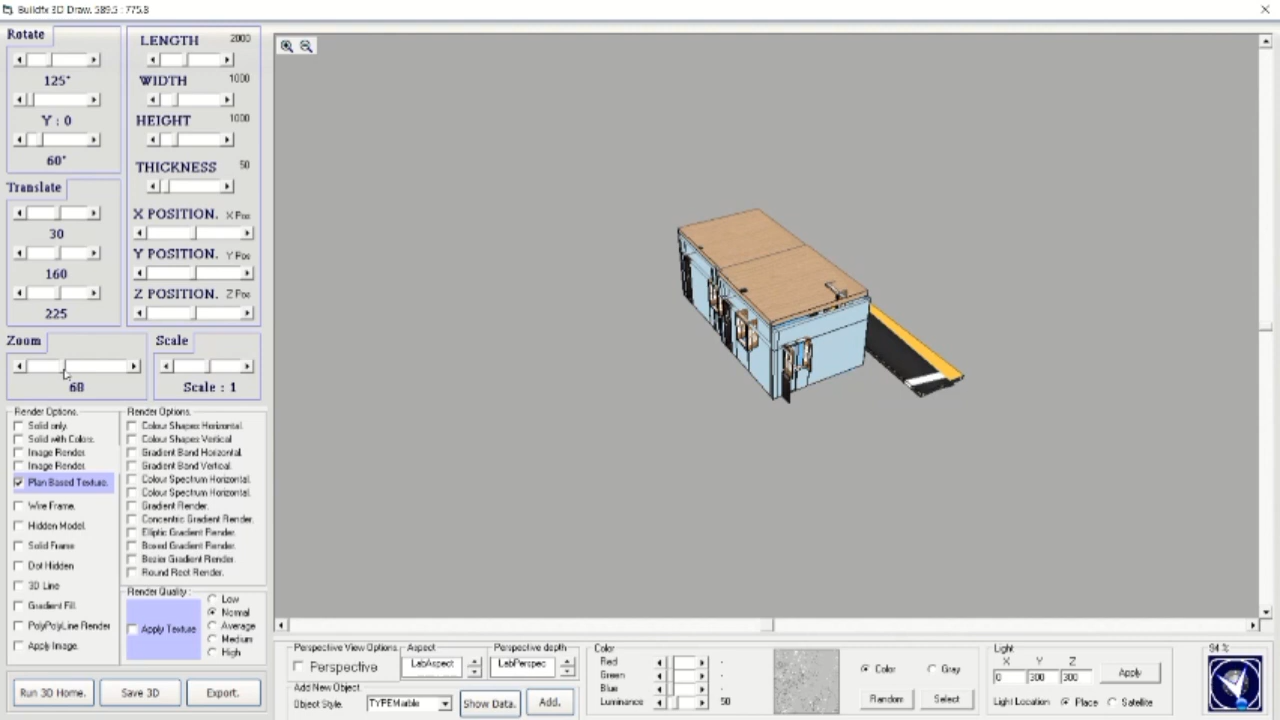 Buildfx 3D Draw. 589.5 : 775.8
Rotate
125°
Y : 0
60°
Translate
30
160
225
Zoom
68
Scale
Scale : 1
LENGTH 2000
WIDTH 1000
HEIGHT 1000
THICKNESS 50
X POSITION. X Pos
Y POSITION. Y Pos
Z POSITION. Z Pos
Render Options.
Solid only.
Solid with Colors.
Image Render.
Image Render.
Plan Based Texture.
Wire Frame.
Hidden Model.
Solid Frame
Dot Hidden
3D Line
Gradient Fill.
PolyPolyLine Render
Apply Image.
Render Options.
Colour Shapes Horizontal.
Colour Shapes Vertical
Gradient Band Horizontal.
Gradient Band Vertical.
Colour Spectrum Horizontal.
Colour Spectrum Horizontal.
Gradient Render.
Concentric Gradient Render.
Elliptic Gradient Render.
Boxed Gradient Render.
Bezier Gradient Render.
Round Rect Render.
Render Quality :
Apply Texture
Low
Normal
Average
Medium
High
Run 3D Home.
Save 3D
Export.
Perspective View Options.
Perspective
Aspect
LabAspect
Perspective depth
LabPerspec
Add New Object.
Object Style.
TYPEMarble
Show Data.
Add.
Color
Red
Green
Blue
Luminance
50
Color
Gray
Random
Select
Light
X Y Z
0 300 300
Apply
Light Location
Place
Satellite
94 %